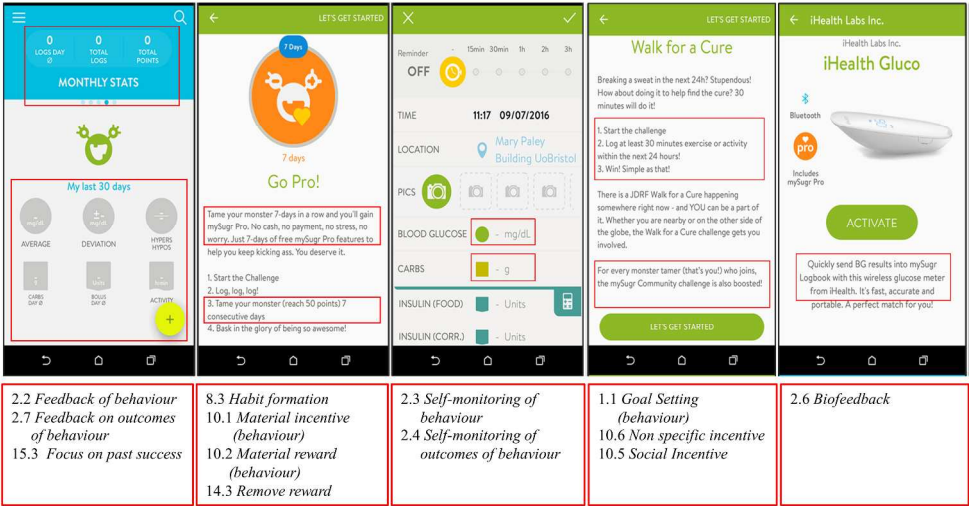 0
LOGS DAY
Ø
0
TOTAL
LOGS
0
TOTAL
POINTS
MONTHLY STATS
My last 30 days
mg/dL
AVERAGE
DEVIATION
HYPERS
HYPOS
CARBS
DAY Ø
BOLUS
DAY Ø
ACTIVITY
+
2.2 Feedback of behaviour
2.7 Feedback on outcomes
of behaviour
15.3 Focus on past success
LET'S GET STARTED
7 Days
7 days
Go Pro!
Tame your monster 7-days in a row and you'll gain
mySugr Pro. No cash, no payment, no stress, no
worry. Just 7-days of free mySugr Pro features to
help you keep kicking ass. You deserve it.
1. Start the Challenge
2. Log, log, log!
3. Tame your monster (reach 50 points) 7
consecutive days
4. Bask in the glory of being so awesome!
8.3 Habit formation
10.1 Material incentive
(behaviour)
10.2 Material reward
(behaviour)
14.3 Remove reward
Reminder - 15min 30min 1h 2h 3h
OFF
TIME 11:17 09/07/2016
LOCATION Mary Paley
Building UoBristol
PICS
BLOOD GLUCOSE - mg/dL
CARBS - g
INSULIN (FOOD) - Units
INSULIN (CORR.) - Units
2.3 Self-monitoring of
behaviour
2.4 Self-monitoring of
outcomes of behaviour
LET'S GET STARTED
Walk for a Cure
Breaking a sweat in the next 24h? Stupendous!
How about doing it to help find the cure? 30
minutes will do it!
1. Start the challenge
2. Log at least 30 minutes exercise or activity
within the next 24 hours!
3. Win! Simple as that!
There is a JDRF Walk for a Cure happening
somewhere right now - and YOU can be a part of
it. Whether you are nearby or on the other side of
the globe, the Walk for a Cure challenge gets you
involved.
For every monster tamer (that's you!) who joins,
the mySugr Community challenge is also boosted!
LET'S GET STARTED
1.1 Goal Setting
(behaviour)
10.6 Non specific incentive
10.5 Social Incentive
iHealth Labs Inc.
iHealth Labs Inc.
iHealth Gluco
Bluetooth
pro
Includes
mySugr Pro
ACTIVATE
Quickly send BG results into mySugr
Logbook with this wireless glucose meter
from iHealth. It's fast, accurate and
portable. A perfect match for you!
2.6 Biofeedback